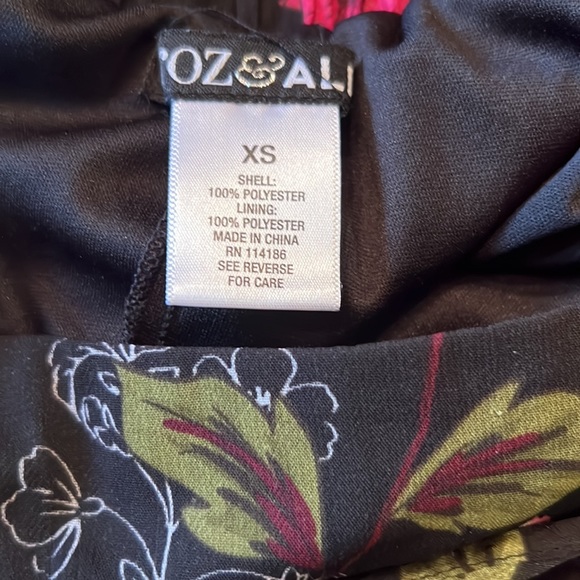 OZ&AL
XS
SHELL:
100% POLYESTER
LINING:
100% POLYESTER
MADE IN CHINA
RN 114186
SEE REVERSE
FOR CARE